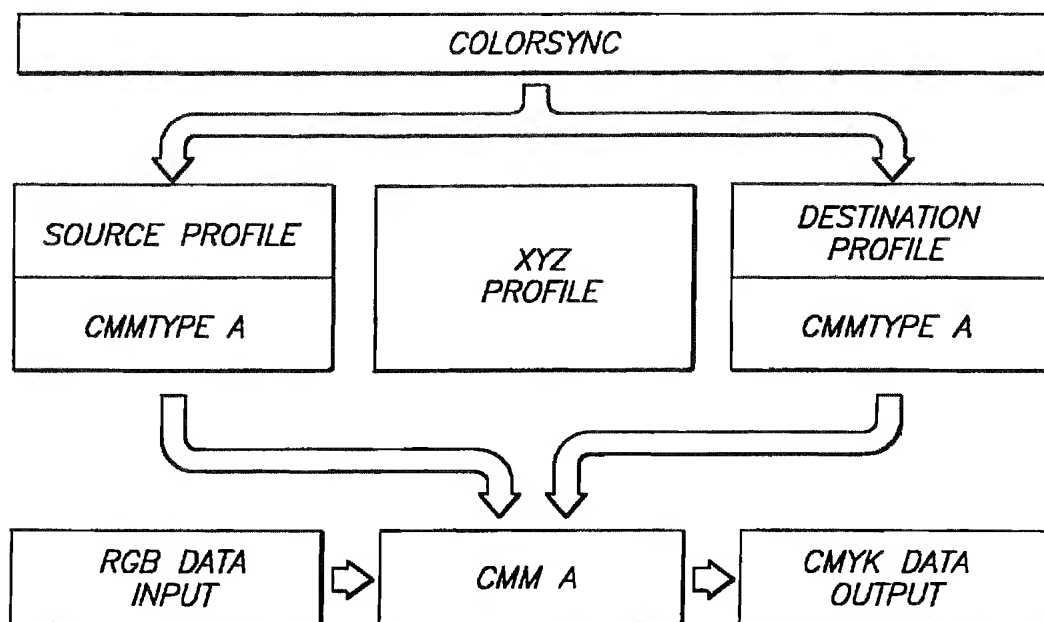 COLORSYNC
SOURCE PROFILE
CMMTYPE A
XYZ
PROFILE
DESTINATION
PROFILE
CMMTYPE A
RGB DATA
INPUT
CMM A
CMYK DATA
OUTPUT